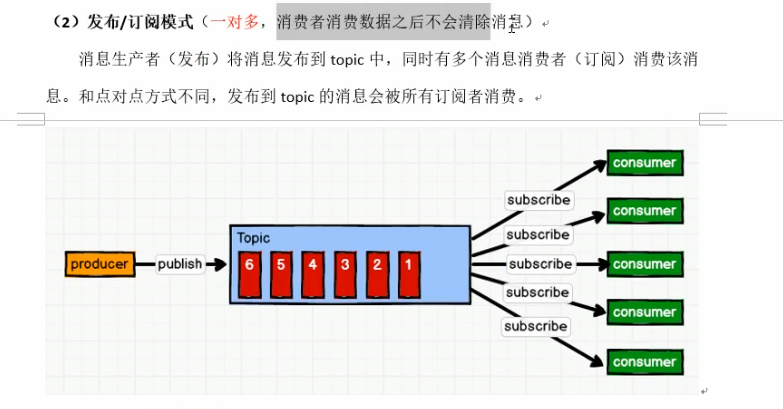 （2）发布/订阅模式（一对多，消费者消费数据之后不会清除消息）
消息生产者（发布）将消息发布到 topic 中，同时有多个消息消费者（订阅）消费该消
息。和点对点方式不同，发布到 topic 的消息会被所有订阅者消费。
consumer
subscribe
consumer
Topic
subscribe
producer
publish
6
5
4
3
2
1
subscribe
consumer
subscribe
consumer
subscribe
consumer